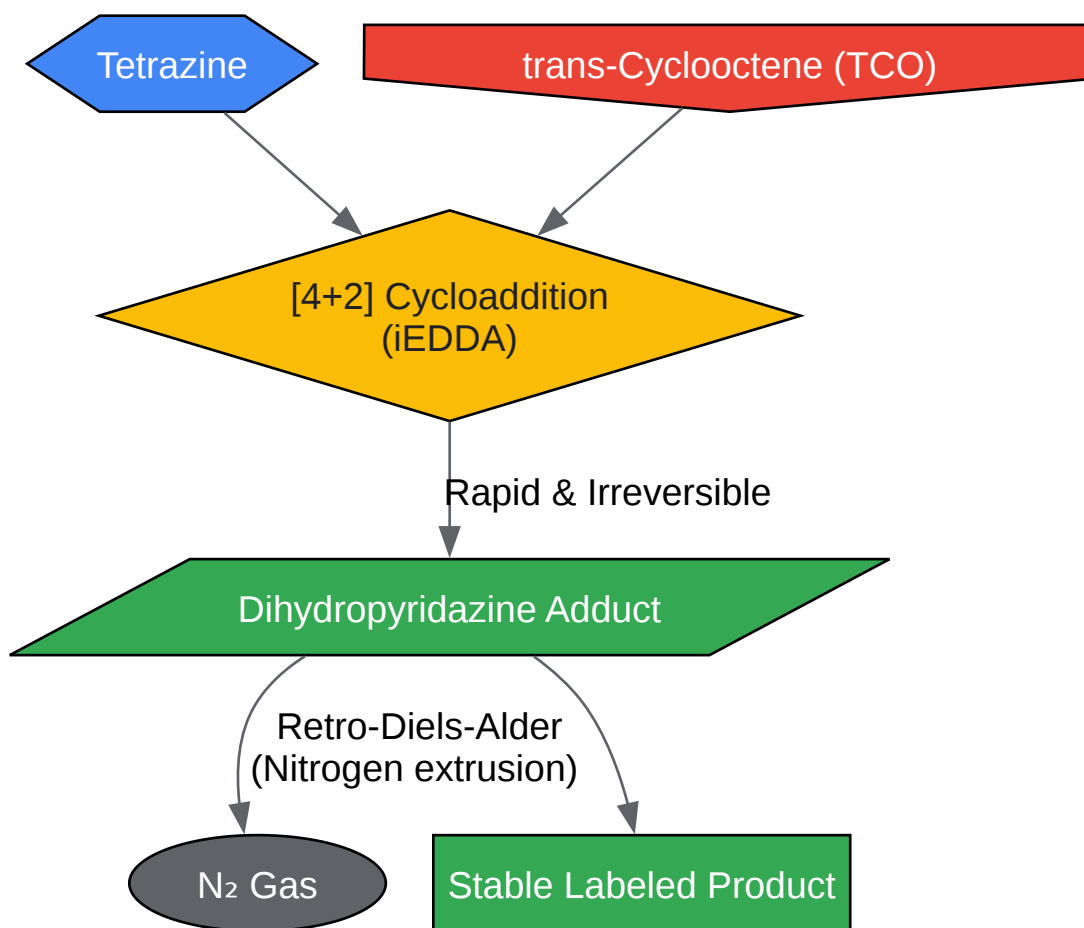 Tetrazine
trans-Cyclooctene (TCO)
[4+2] Cycloaddition
(iEDDA)
Rapid & Irreversible
Dihydropyridazine Adduct
Retro-Diels-Alder
(Nitrogen extrusion)
N₂ Gas
Stable Labeled Product